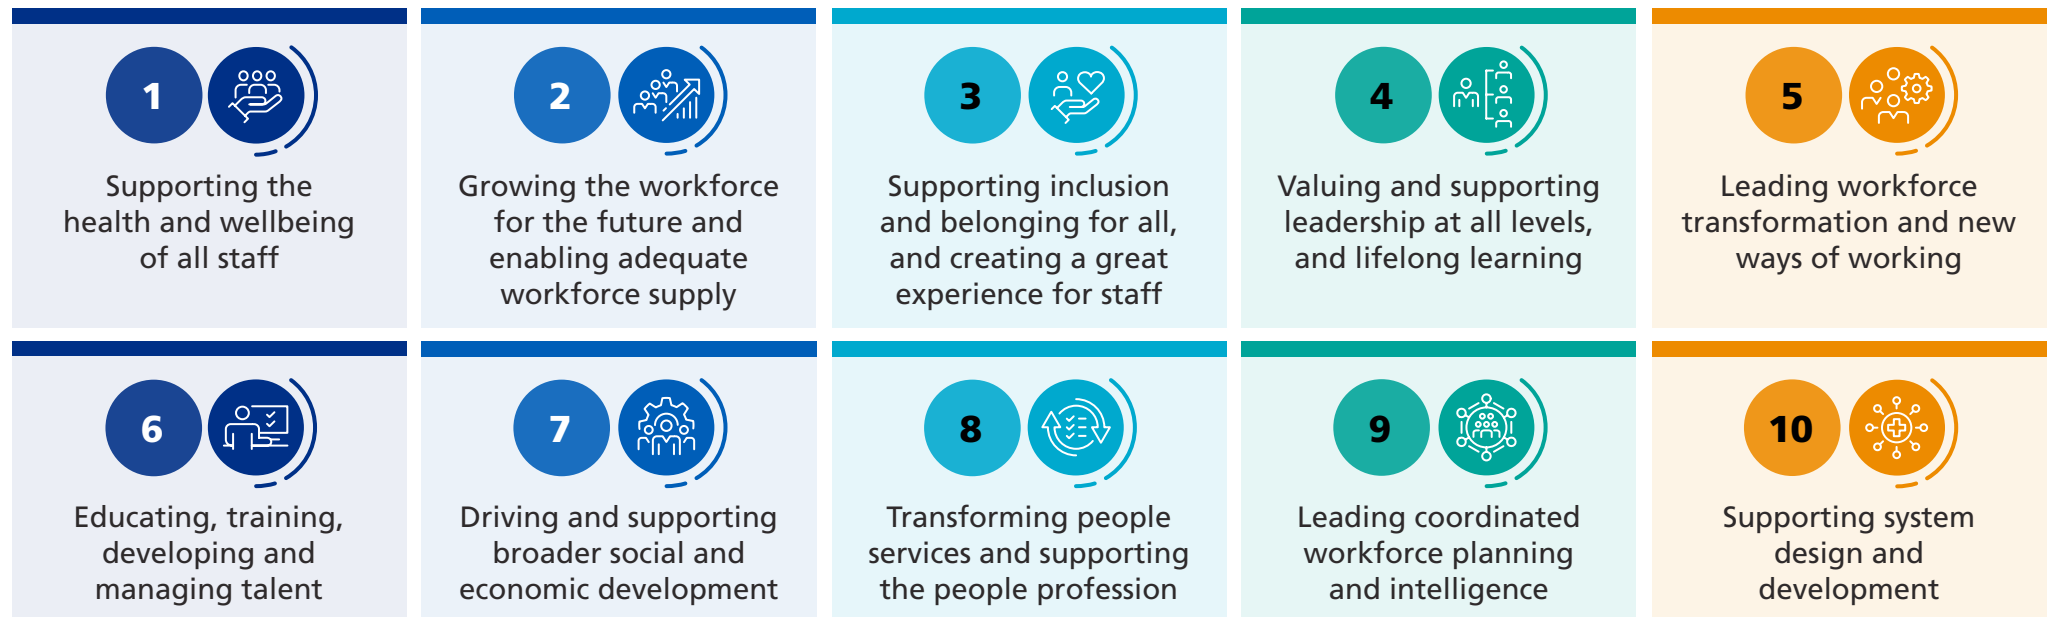 1
Supporting the
health and wellbeing
of all staff
2
Growing the workforce
for the future and
enabling adequate
workforce supply
3
Supporting inclusion
and belonging for all,
and creating a great
experience for staff
4
Valuing and supporting
leadership at all levels,
and lifelong learning
5
Leading workforce
transformation and new
ways of working
6
Educating, training,
developing and
managing talent
7
Driving and supporting
broader social and
economic development
8
Transforming people
services and supporting
the people profession
9
Leading coordinated
workforce planning
and intelligence
10
Supporting system
design and
development